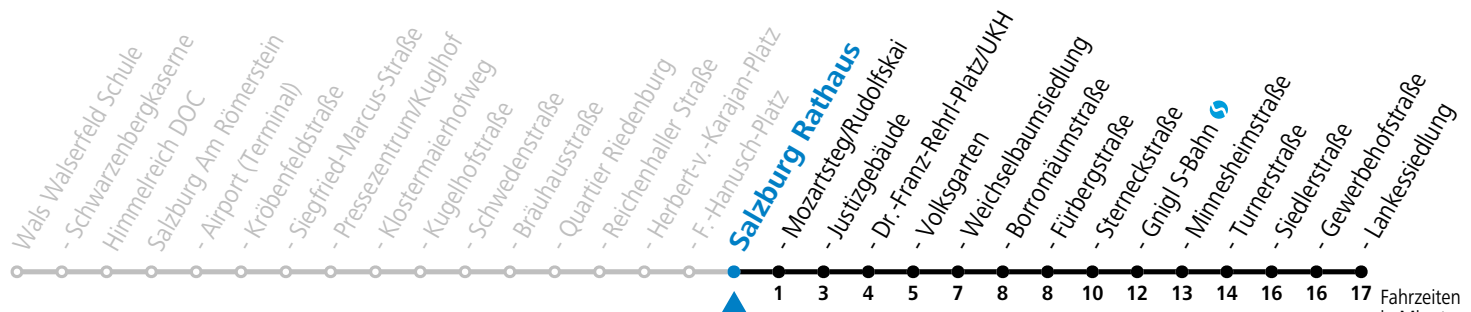 Wals Walserfeld Schule
- Schwarzenbergkaserne
Himmelreich DOC
Salzburg Am Römerstein
- Airport (Terminal)
- Kröbenfeldstraße
- Siegfried-Marcus-Straße
- Pressezentrum/Kuglhof
- Klostermaierhofweg
- Kugelhofstraße
- Schwedenstraße
- Bräuhausstraße
- Quartier Riedenburg
- Reichenhaller Straße
- Herbert-v.-Karajan-Platz
- F.-Hanusch-Platz
Salzburg Rathaus
- Mozartsteg/Rudolfskai
- Justizgebäude
- Dr.-Franz-Rehrl-Platz/UKH
- Volksgarten
- Weichselbaumsiedlung
- Borromäumstraße
- Fürbergstraße
- Sterneckstraße
- Gnigl S-Bahn
- Minnesheimstraße
- Turnerstraße
- Siedlerstraße
- Gewerbehofstraße
- Lankessiedlung
1 3 4 5 7 8 8 10 12 13 14 16 16 17 Fahrzeiten